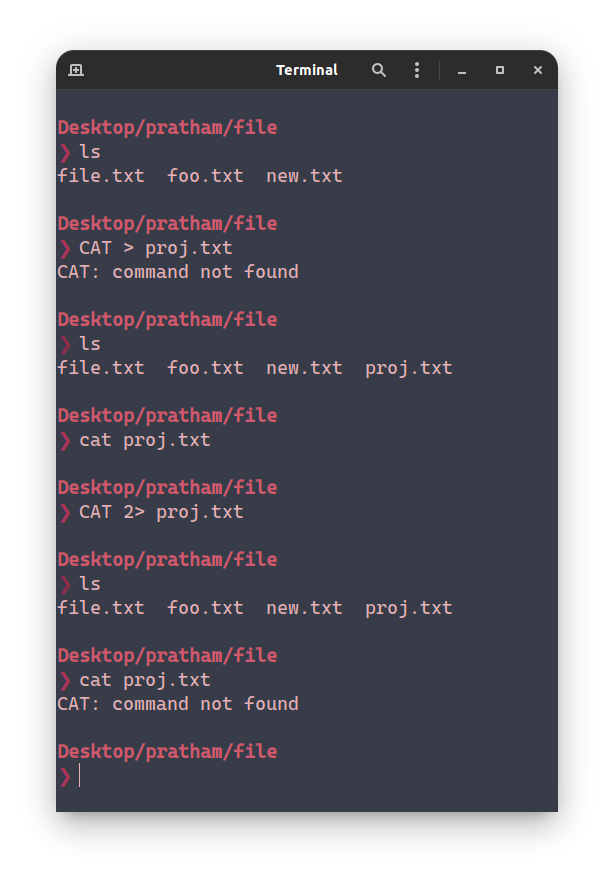 Terminal
Desktop/pratham/file
❯ ls
file.txt  foo.txt  new.txt
Desktop/pratham/file
❯ CAT > proj.txt
CAT: command not found
Desktop/pratham/file
❯ ls
file.txt  foo.txt  new.txt  proj.txt
Desktop/pratham/file
❯ cat proj.txt
Desktop/pratham/file
❯ CAT 2> proj.txt
Desktop/pratham/file
❯ ls
file.txt  foo.txt  new.txt  proj.txt
Desktop/pratham/file
❯ cat proj.txt
CAT: command not found
Desktop/pratham/file
❯